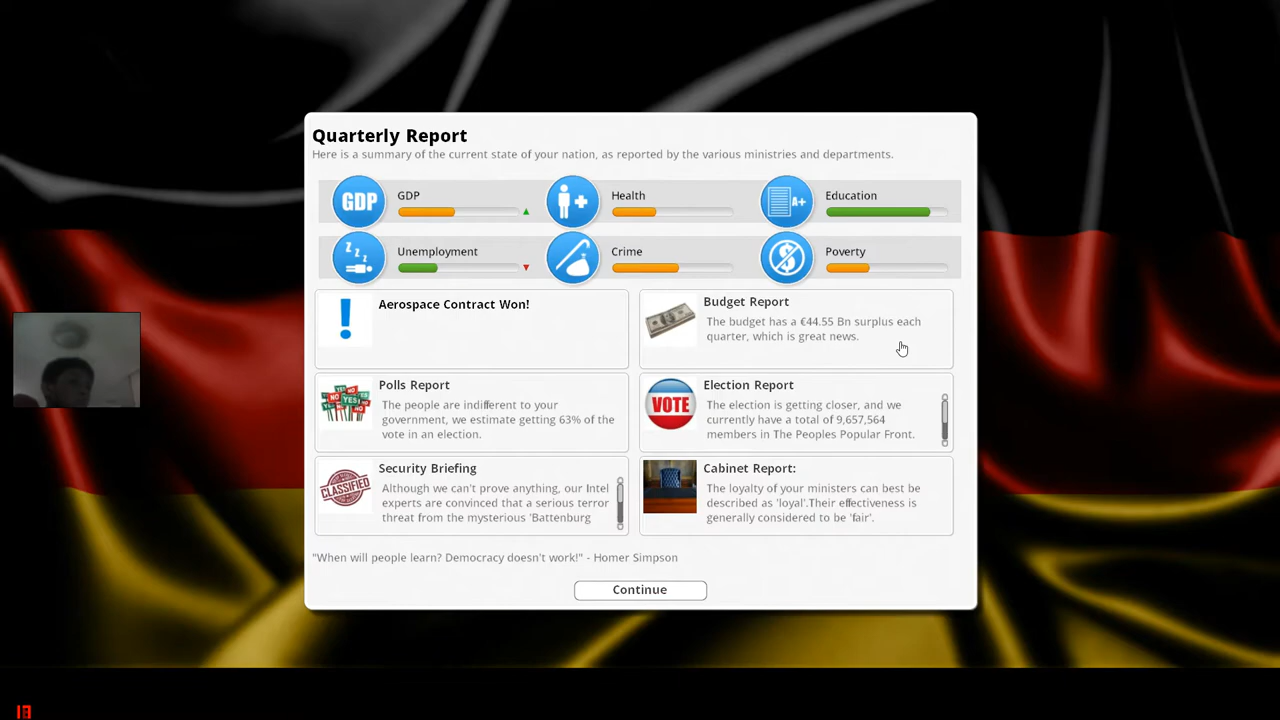 Quarterly Report
Here is a summary of the current state of your nation, as reported by the various ministries and departments.
GDP
GDP
Health
A+
Education
Unemployment
Crime
Poverty
Aerospace Contract Won!
Budget Report
The budget has a €44.55 Bn surplus each
quarter, which is great news.
Polls Report
The people are indifferent to your
government, we estimate getting 63% of the
vote in an election.
VOTE
Election Report
The election is getting closer, and we
currently have a total of 9,657,564
members in The Peoples Popular Front.
CLASSIFIED
Security Briefing
Although we can't prove anything, our Intel
experts are convinced that a serious terror
threat from the mysterious 'Battenburg
Cabinet Report:
The loyalty of your ministers can best be
described as 'loyal'.Their effectiveness is
generally considered to be 'fair'.
"When will people learn? Democracy doesn't work!" - Homer Simpson
Continue